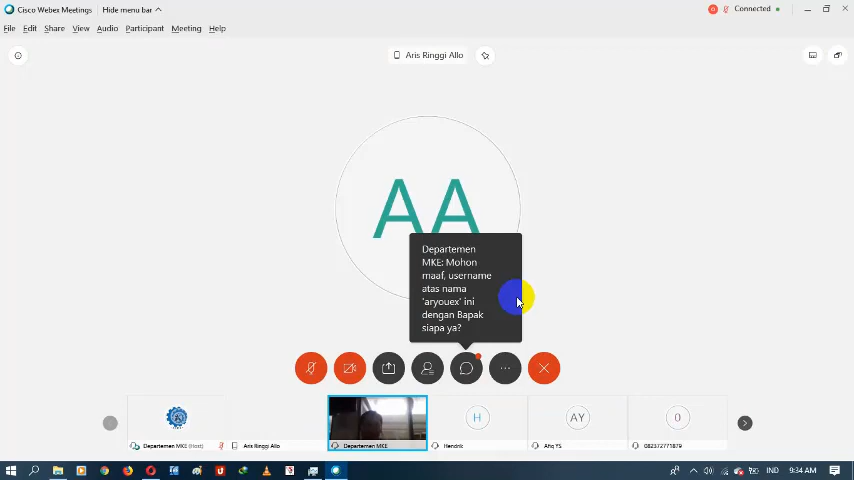 Cisco Webex Meetings Hide menu bar Connected
File Edit Share View Audio Participant Meeting Help
Aris Ringgi Allo
AA
Departemen
MKE: Mohon
maaf, username
atas nama
'aryouex' ini
dengan Bapak
siapa ya?
H AY 0
Departemen MKE (Host) Aris Ringgi Allo Departemen MKE Hendrik Afiq YS 082372771879
IND 9:34 AM